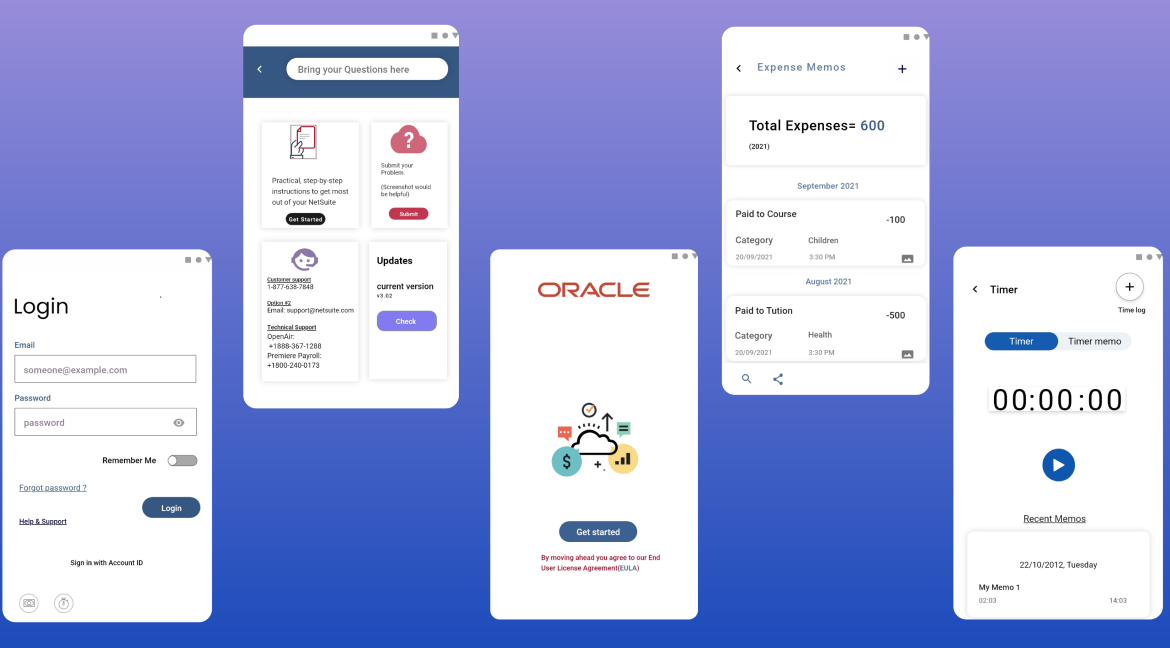 Login
Email
someone@example.com
Password
password
Remember Me
Forgot password ?
Login
Help & Support
Sign in with Account ID
Bring your Questions here
Practical, step-by-step
instructions to get most
out of your NetSuite
Get Started
?
Submit your
Problem.
(Screenshot would
be helpful)
Submit
Customer support
1-877-638-7848
Option #2
Email: support@netsuite.com
Technical Support
OpenAir:
+1888-367-1288
Premiere Payroll:
+1800-240-0173
Updates
current version
v3.02
Check
ORACLE
$
Get started
By moving ahead you agree to our End
User License Agreement(EULA)
Expense Memos
+
Total Expenses= 600
(2021)
September 2021
Paid to Course
-100
Category Children
20/09/2021 3:30 PM
August 2021
Paid to Tution
-500
Category Health
20/09/2021 3:30 PM
Timer
+
Time log
Timer Timer memo
00:00:00
Recent Memos
22/10/2012, Tuesday
My Memo 1
02:03 14:03